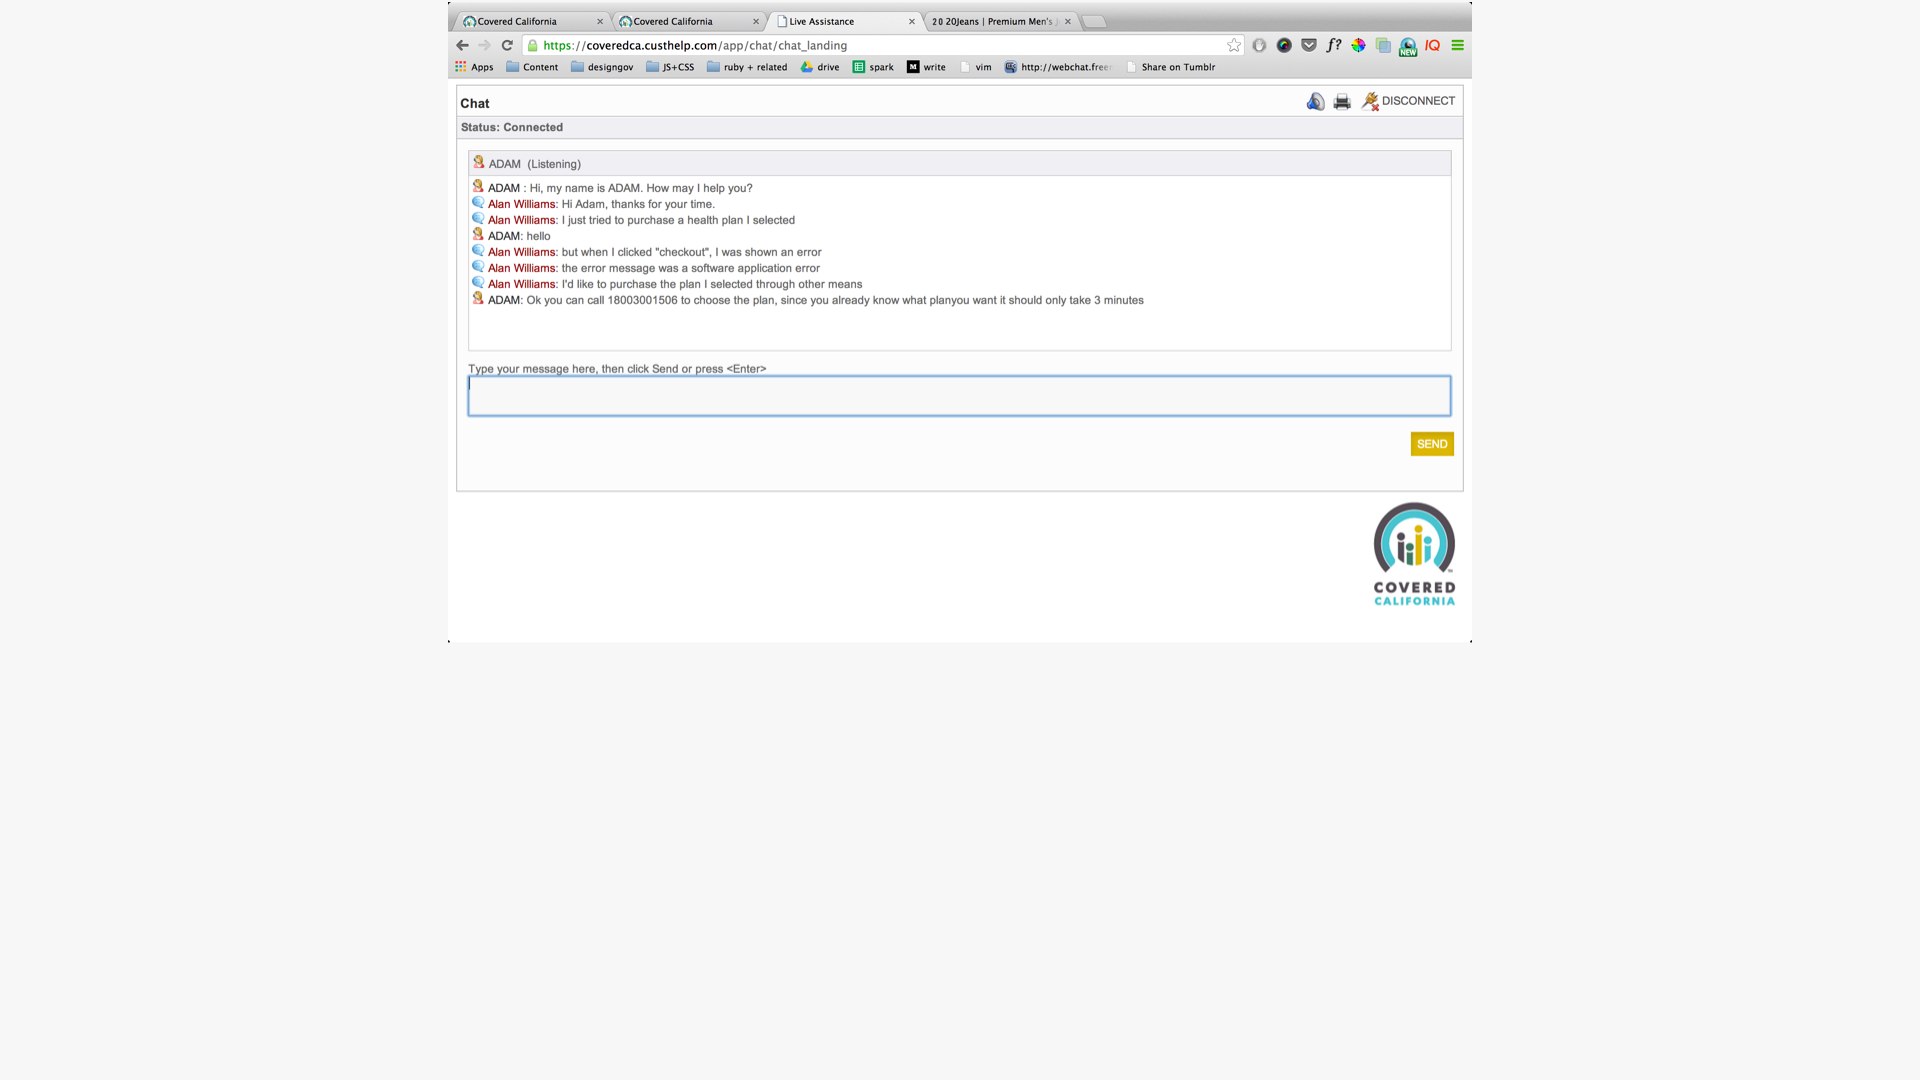 Covered California
Covered California
Live Assistance
20 20Jeans | Premium Men's
https://coveredca.custhelp.com/app/chat/chat_landing
f?
NEW
IQ
Apps
Content
designgov
JS+CSS
ruby + related
drive
spark
M write
vim
http://webchat.free
Share on Tumblr
Chat
DISCONNECT
Status: Connected
ADAM (Listening)
ADAM : Hi, my name is ADAM. How may I help you?
Alan Williams: Hi Adam, thanks for your time.
Alan Williams: I just tried to purchase a health plan I selected
ADAM: hello
Alan Williams: but when I clicked "checkout", I was shown an error
Alan Williams: the error message was a software application error
Alan Williams: I'd like to purchase the plan I selected through other means
ADAM: Ok you can call 18003001506 to choose the plan, since you already know what planyou want it should only take 3 minutes
Type your message here, then click Send or press <Enter>
SEND
COVERED
CALIFORNIA